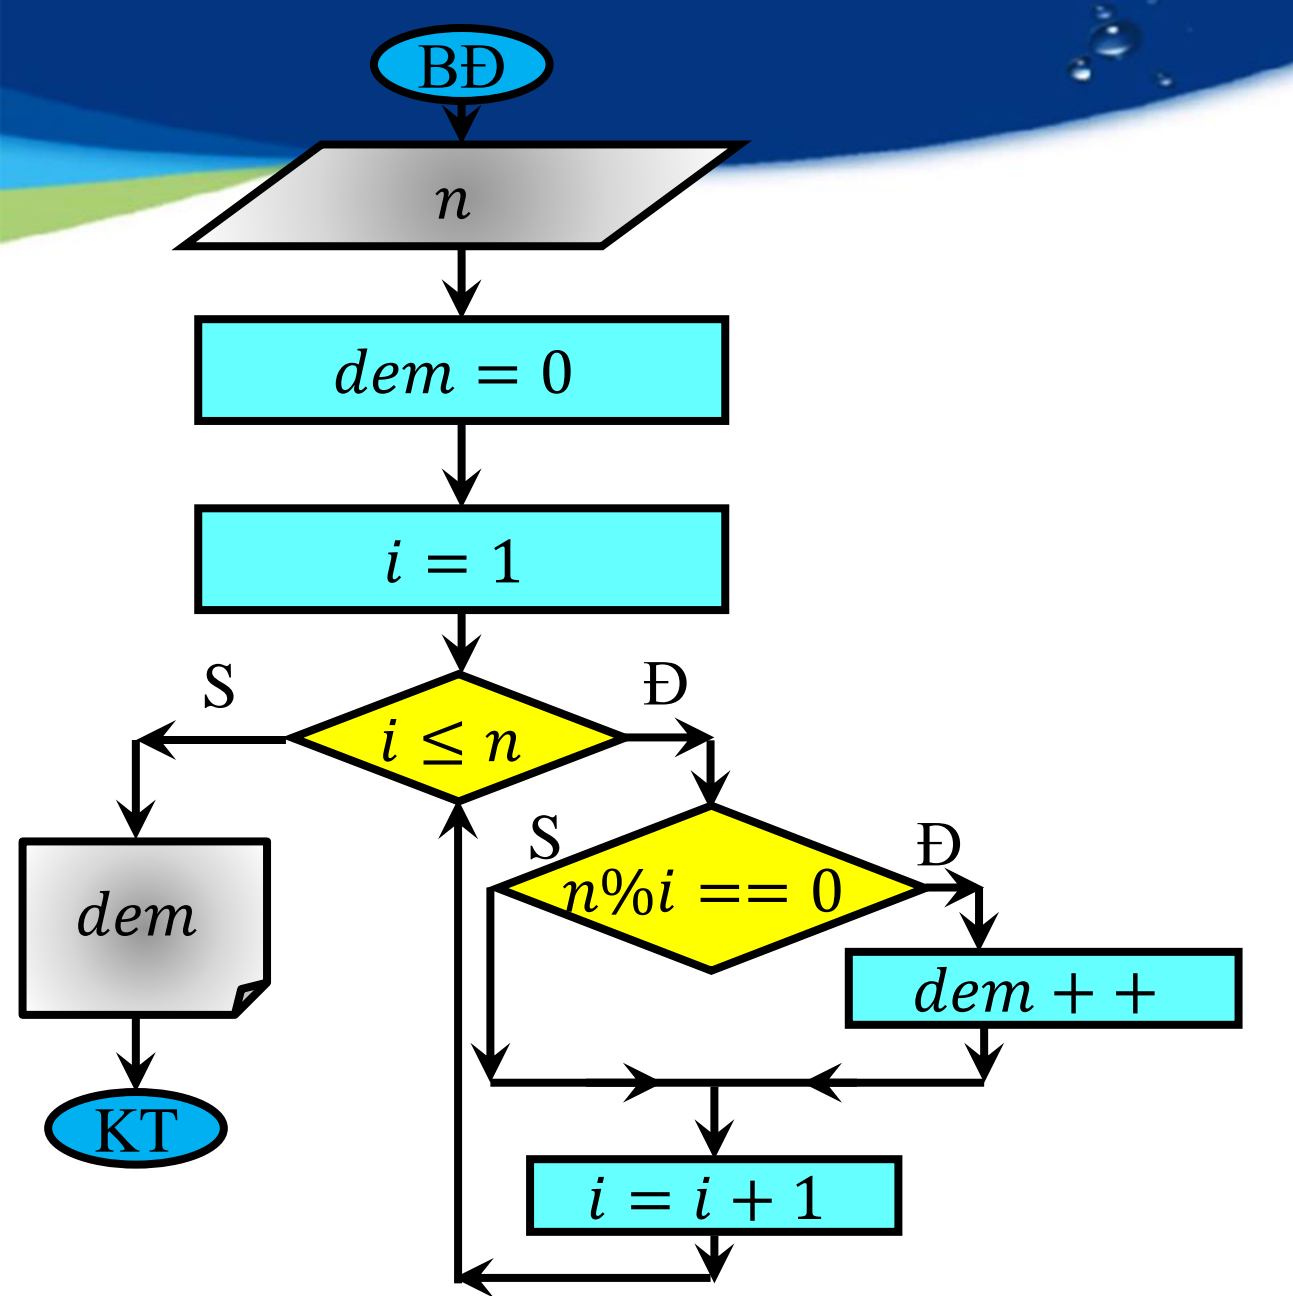 BĐ
n
dem = 0
i = 1
S
Đ
i ≤ n
S
Đ
n%i == 0
dem
dem + +
KT
i = i + 1